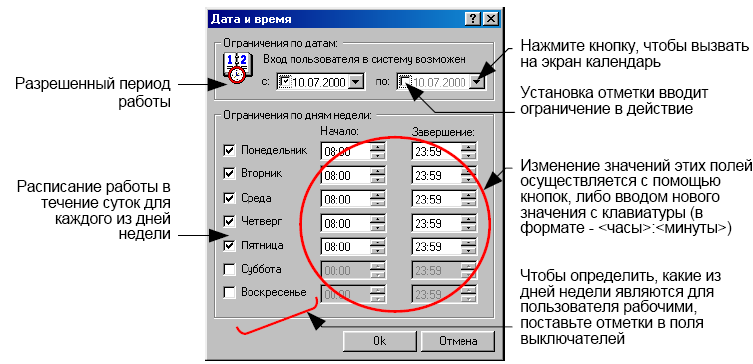 Дата и время
Ограничения по датам:
Вход пользователя в систему возможен
с: 10.07.2000 по: 10.07.2000
Нажмите кнопку, чтобы вызвать
на экран календарь
Разрешенный период
работы
Установка отметки вводит
ограничение в действие
Ограничения по дням недели:
Начало: Завершение:
Понедельник 08:00 23:59
Вторник 08:00 23:59
Среда 08:00 23:59
Четверг 08:00 23:59
Пятница 08:00 23:59
Суббота 00:00 23:59
Воскресенье 00:00 23:59
Расписание работы в
течение суток для
каждого из дней
недели
Изменение значений этих полей
осуществляется с помощью
кнопок, либо вводом нового
значения с клавиатуры (в
формате - <часы>:<минуты>)
Чтобы определить, какие из
дней недели являются для
пользователя рабочими,
поставьте отметки в поля
выключателей
Ok Отмена